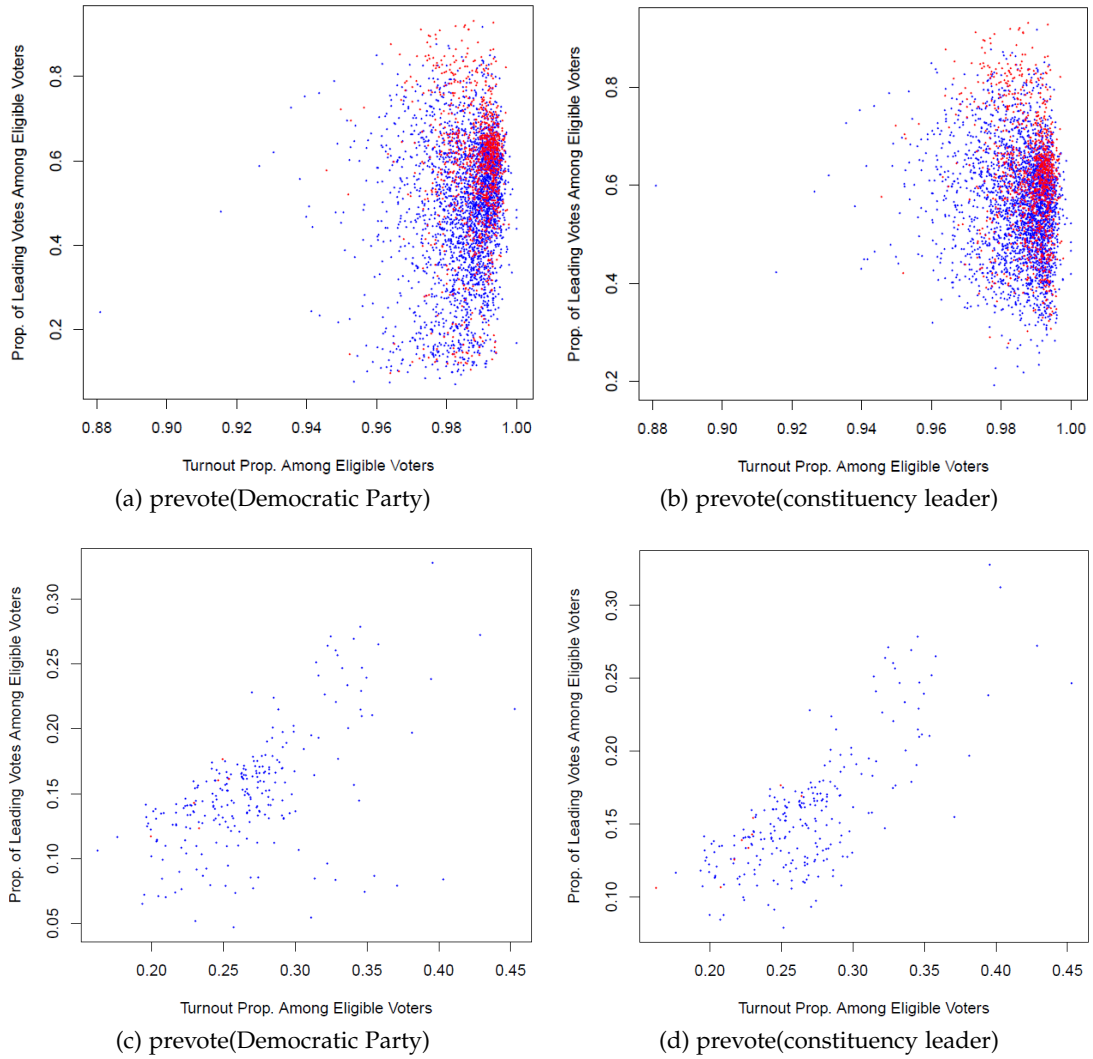 Prop. of Leading Votes Among Eligible Voters
0.8
0.6
0.4
0.2
0.88 0.90 0.92 0.94 0.96 0.98 1.00
Turnout Prop. Among Eligible Voters
(a) prevote(Democratic Party)
Prop. of Leading Votes Among Eligible Voters
0.8
0.6
0.4
0.2
0.88 0.90 0.92 0.94 0.96 0.98 1.00
Turnout Prop. Among Eligible Voters
(b) prevote(constituency leader)
Prop. of Leading Votes Among Eligible Voters
0.30
0.25
0.20
0.15
0.10
0.05
0.20 0.25 0.30 0.35 0.40 0.45
Turnout Prop. Among Eligible Voters
(c) prevote(Democratic Party)
Prop. of Leading Votes Among Eligible Voters
0.30
0.25
0.20
0.15
0.10
0.20 0.25 0.30 0.35 0.40 0.45
Turnout Prop. Among Eligible Voters
(d) prevote(constituency leader)